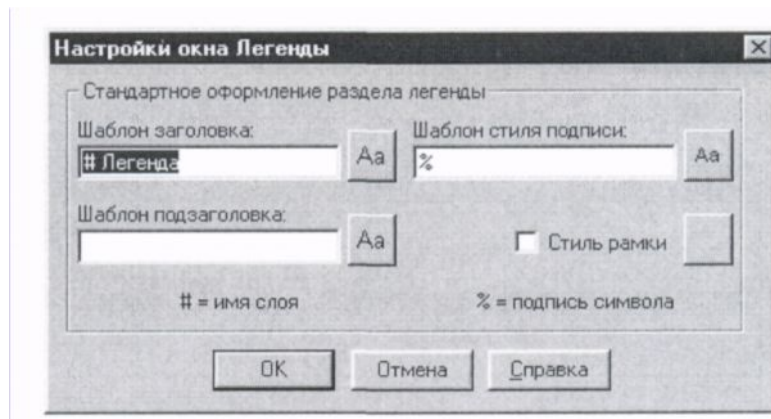 Настройки окна Легенды
Стандартное оформление раздела легенды
Шаблон заголовка:
Шаблон стиля подписи:
# Легенда
Aa
%
Aa
Шаблон подзаголовка:
Aa
Стиль рамки
# = имя слоя
% = подпись символа
OK
Отмена
Справка